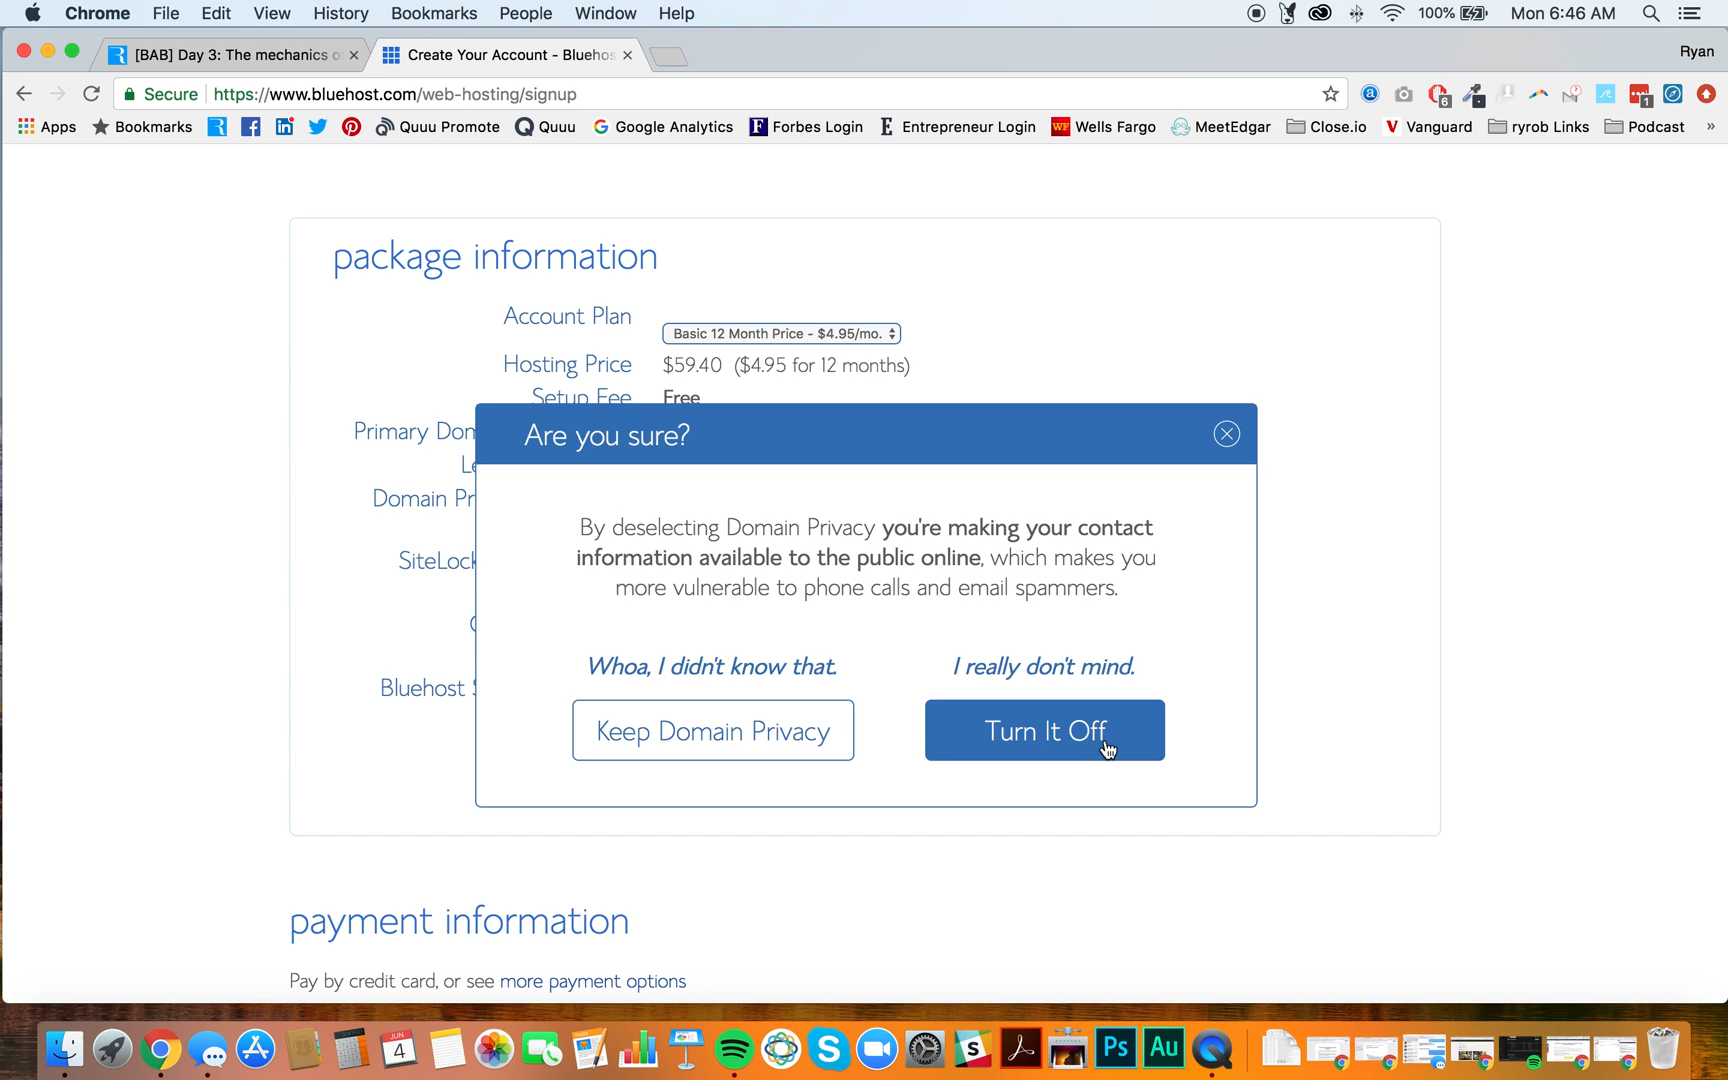 Chrome File Edit View History Bookmarks People Window Help 100% Mon 6:46 AM
[BAB] Day 3: The mechanics o Create Your Account - Bluehos Ryan
Secure https://www.bluehost.com/web-hosting/signup
Apps Bookmarks Quuu Promote Quuu Google Analytics Forbes Login Entrepreneur Login Wells Fargo MeetEdgar Close.io Vanguard ryrob Links Podcast »
package information
Account Plan Basic 12 Month Price - $4.95/mo.
Hosting Price $59.40 ($4.95 for 12 months)
Setup Fee Free
Primary Dom
Le
Domain Pr
SiteLock
Bluehost S
Are you sure?
By deselecting Domain Privacy you're making your contact
information available to the public online, which makes you
more vulnerable to phone calls and email spammers.
Whoa, I didn't know that. I really don't mind.
Keep Domain Privacy Turn It Off
payment information
Pay by credit card, or see more payment options
JUN
4
Ps Au